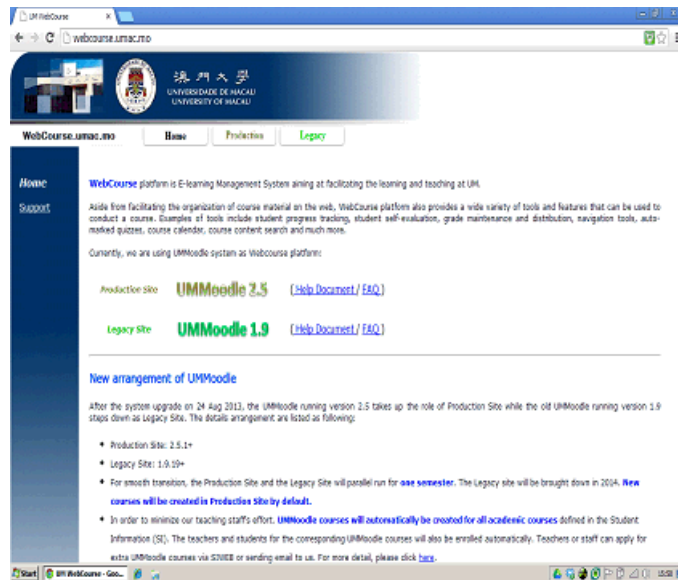 UM WebCourse
webcourse.umac.mo
澳門大學
UNIVERSIDADE DE MACAU
UNIVERSITY OF MACAU
WebCourse.umac.mo Home Production Legacy
Home
Support
WebCourse platform is E-learning Management System aiming at facilitating the learning and teaching at UM.
Aside from facilitating the organization of course material on the web, WebCourse platform also provides a wide variety of tools and features that can be used to
conduct a course. Examples of tools include student progress tracking, student self-evaluation, grade maintenance and distribution, navigation tools, auto-
marked quizzes, course calendar, course content search and much more.
Currently, we are using UMMoodle system as Webcourse platform:
Production Site UMMoodle 2.5 ( Help Document / FAQ )
Legacy Site UMMoodle 1.9 ( Help Document / FAQ )
New arrangement of UMMoodle
After the system upgrade on 24 Aug 2013, the UMMoodle running version 2.5 takes up the role of Production Site while the old UMMoodle running version 1.9
steps down as Legacy Site. The details arrangement are listed as following:
• Production Site: 2.5.1+
• Legacy Site: 1.9.19+
• For smooth transition, the Production Site and the Legacy Site will parallel run for one semester. The Legacy site will be brought down in 2014. New
courses will be created in Production Site by default.
• In order to minimize our teaching staff's effort. UMMoodle courses will automatically be created for all academic courses defined in the Student
Information (SI). The teachers and students for the corresponding UMMoodle courses will also be enrolled automatically. Teachers or staff can apply for
extra UMMoodle courses via SIWEB or sending email to us. For more detail, please click here.
Start UM WebCourse - Goo...